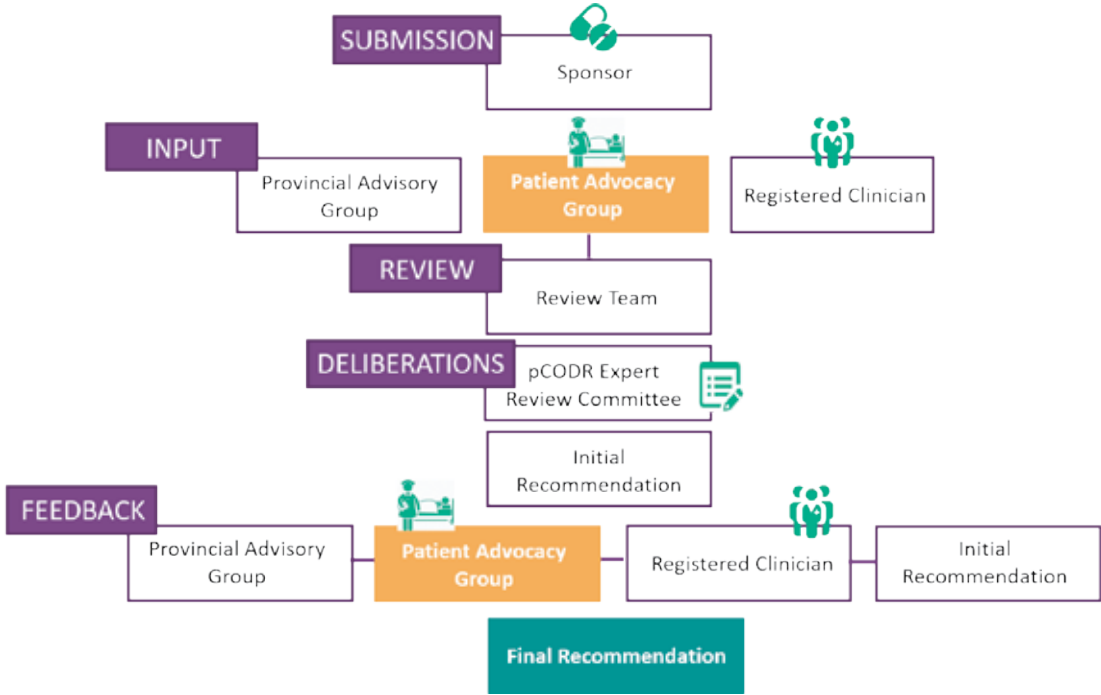 SUBMISSION
Sponsor
INPUT
Provincial Advisory
Group
Patient Advocacy
Group
Registered Clinician
REVIEW
Review Team
DELIBERATIONS
pCODR Expert
Review Committee
Initial
Recommendation
FEEDBACK
Provincial Advisory
Group
Patient Advocacy
Group
Registered Clinician
Initial
Recommendation
Final Recommendation